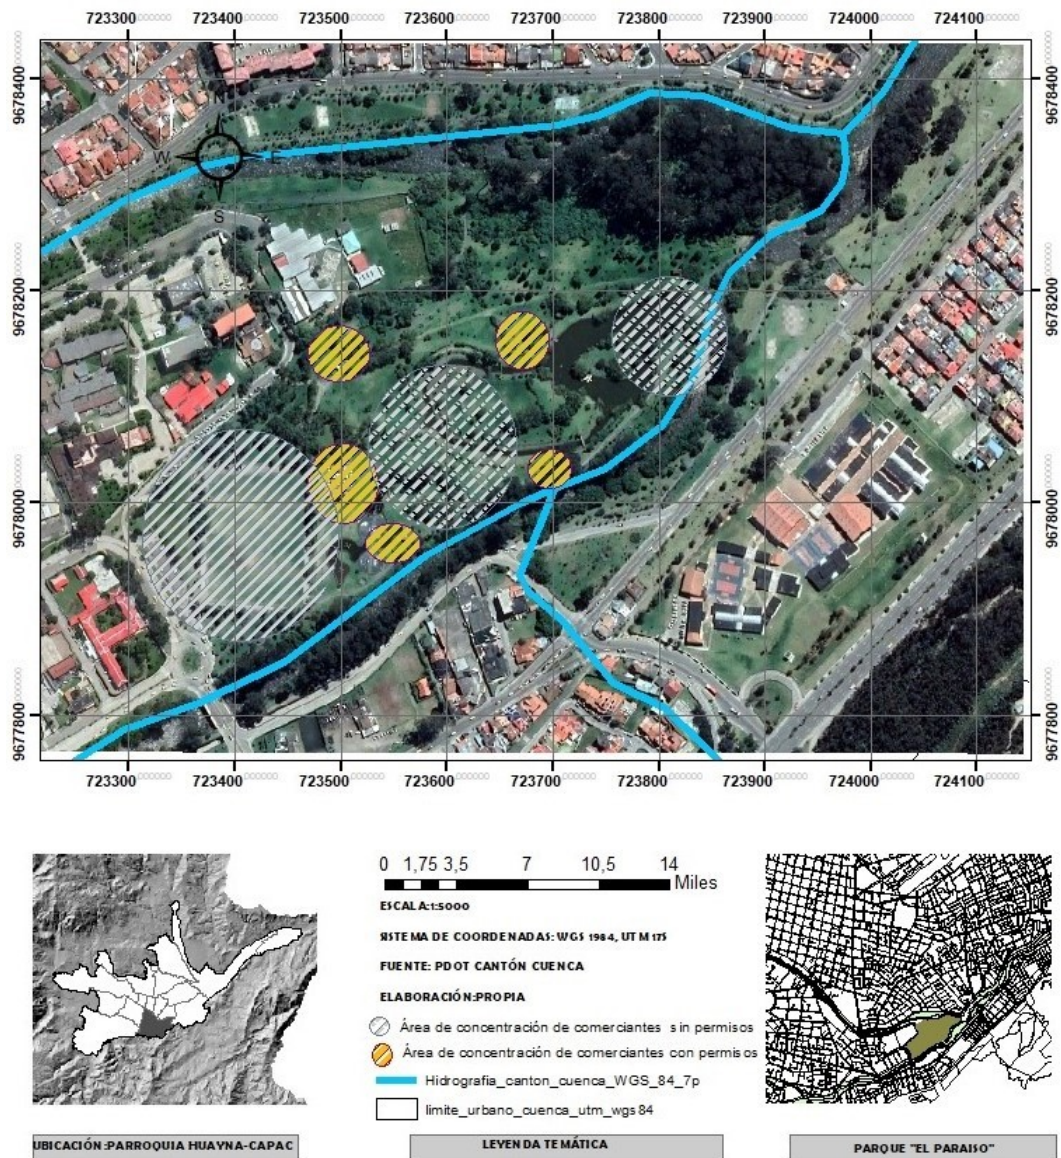 723300 723400 723500 723600 723700 723800 723900 724000 724100
9678400 9678400
W E
S
9678200 9678200
9678000 9678000
9677800 9677800
723300 723400 723500 723600 723700 723800 723900 724000 724100
0 1,75 3,5 7 10,5 14
Miles
ESCALA:1:5000
SISTEMA DE COORDENADAS: WGS 1984, UTM 17S
FUENTE: PDOT CANTÓN CUENCA
ELABORACIÓN:PROPIA
Área de concentración de comerciantes sin permisos
Área de concentración de comerciantes con permisos
Hidrografia_canton_cuenca_WGS_84_7p
limite_urbano_cuenca_utm_wgs84
UBICACIÓN:PARROQUIA HUAYNA-CAPAC
LEYENDA TEMÁTICA
PARQUE "EL PARAISO"